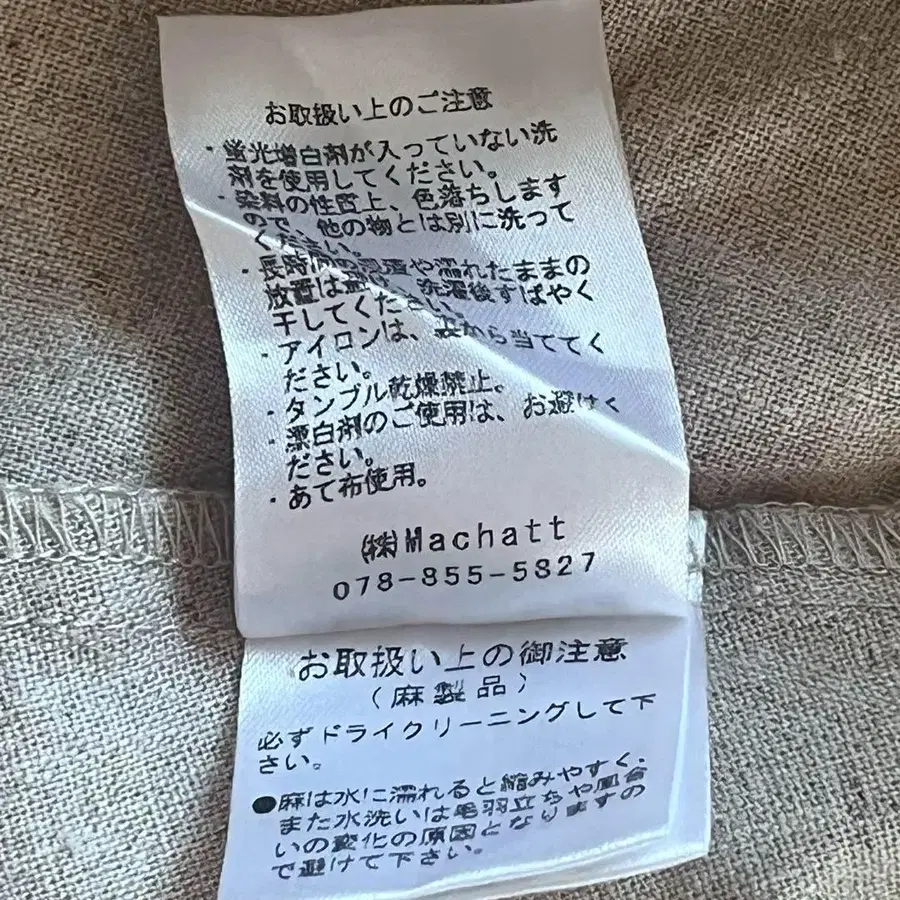 お取扱い上のご注意
・蛍光増白剤が入っていない洗
剤を使用してください。
・染料の性質上、色落ちします
ので、他の物とは別に洗って
ください。
・長時間の浸漬や濡れたままの
放置は避け、洗濯後すばやく
干してください。
・アイロンは、裏から当ててく
ださい。
・タンブル乾燥禁止。
・漂白剤のご使用は、お避けく
ださい。
・あて布使用。
(株)Machatt
078-855-5827
お取扱い上の御注意
(麻製品)
必ずドライクリーニングして下
さい。
●麻は水に濡れると縮みやすく、
また水洗いは毛羽立ちや風合
いの変化の原因となりますの
で避けて下さい。